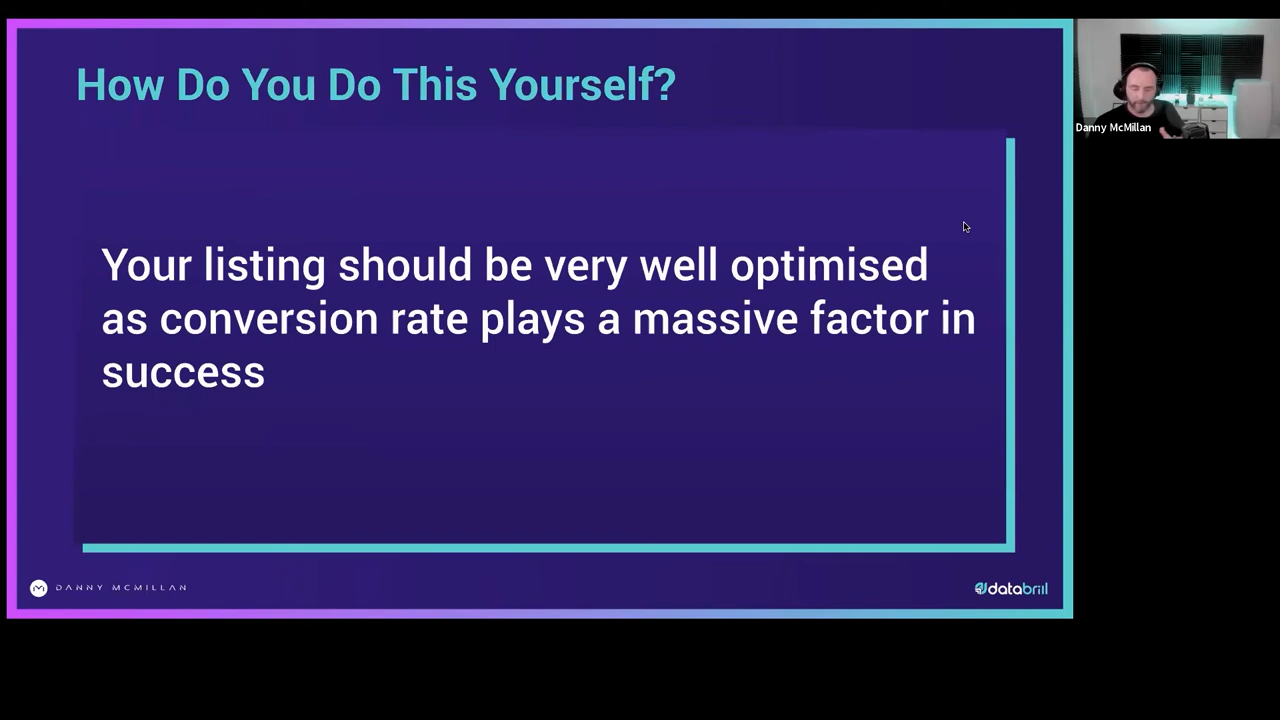 How Do You Do This Yourself?
Your listing should be very well optimised
as conversion rate plays a massive factor in
success
DANNY MCMILLAN
databrill
Danny McMillan